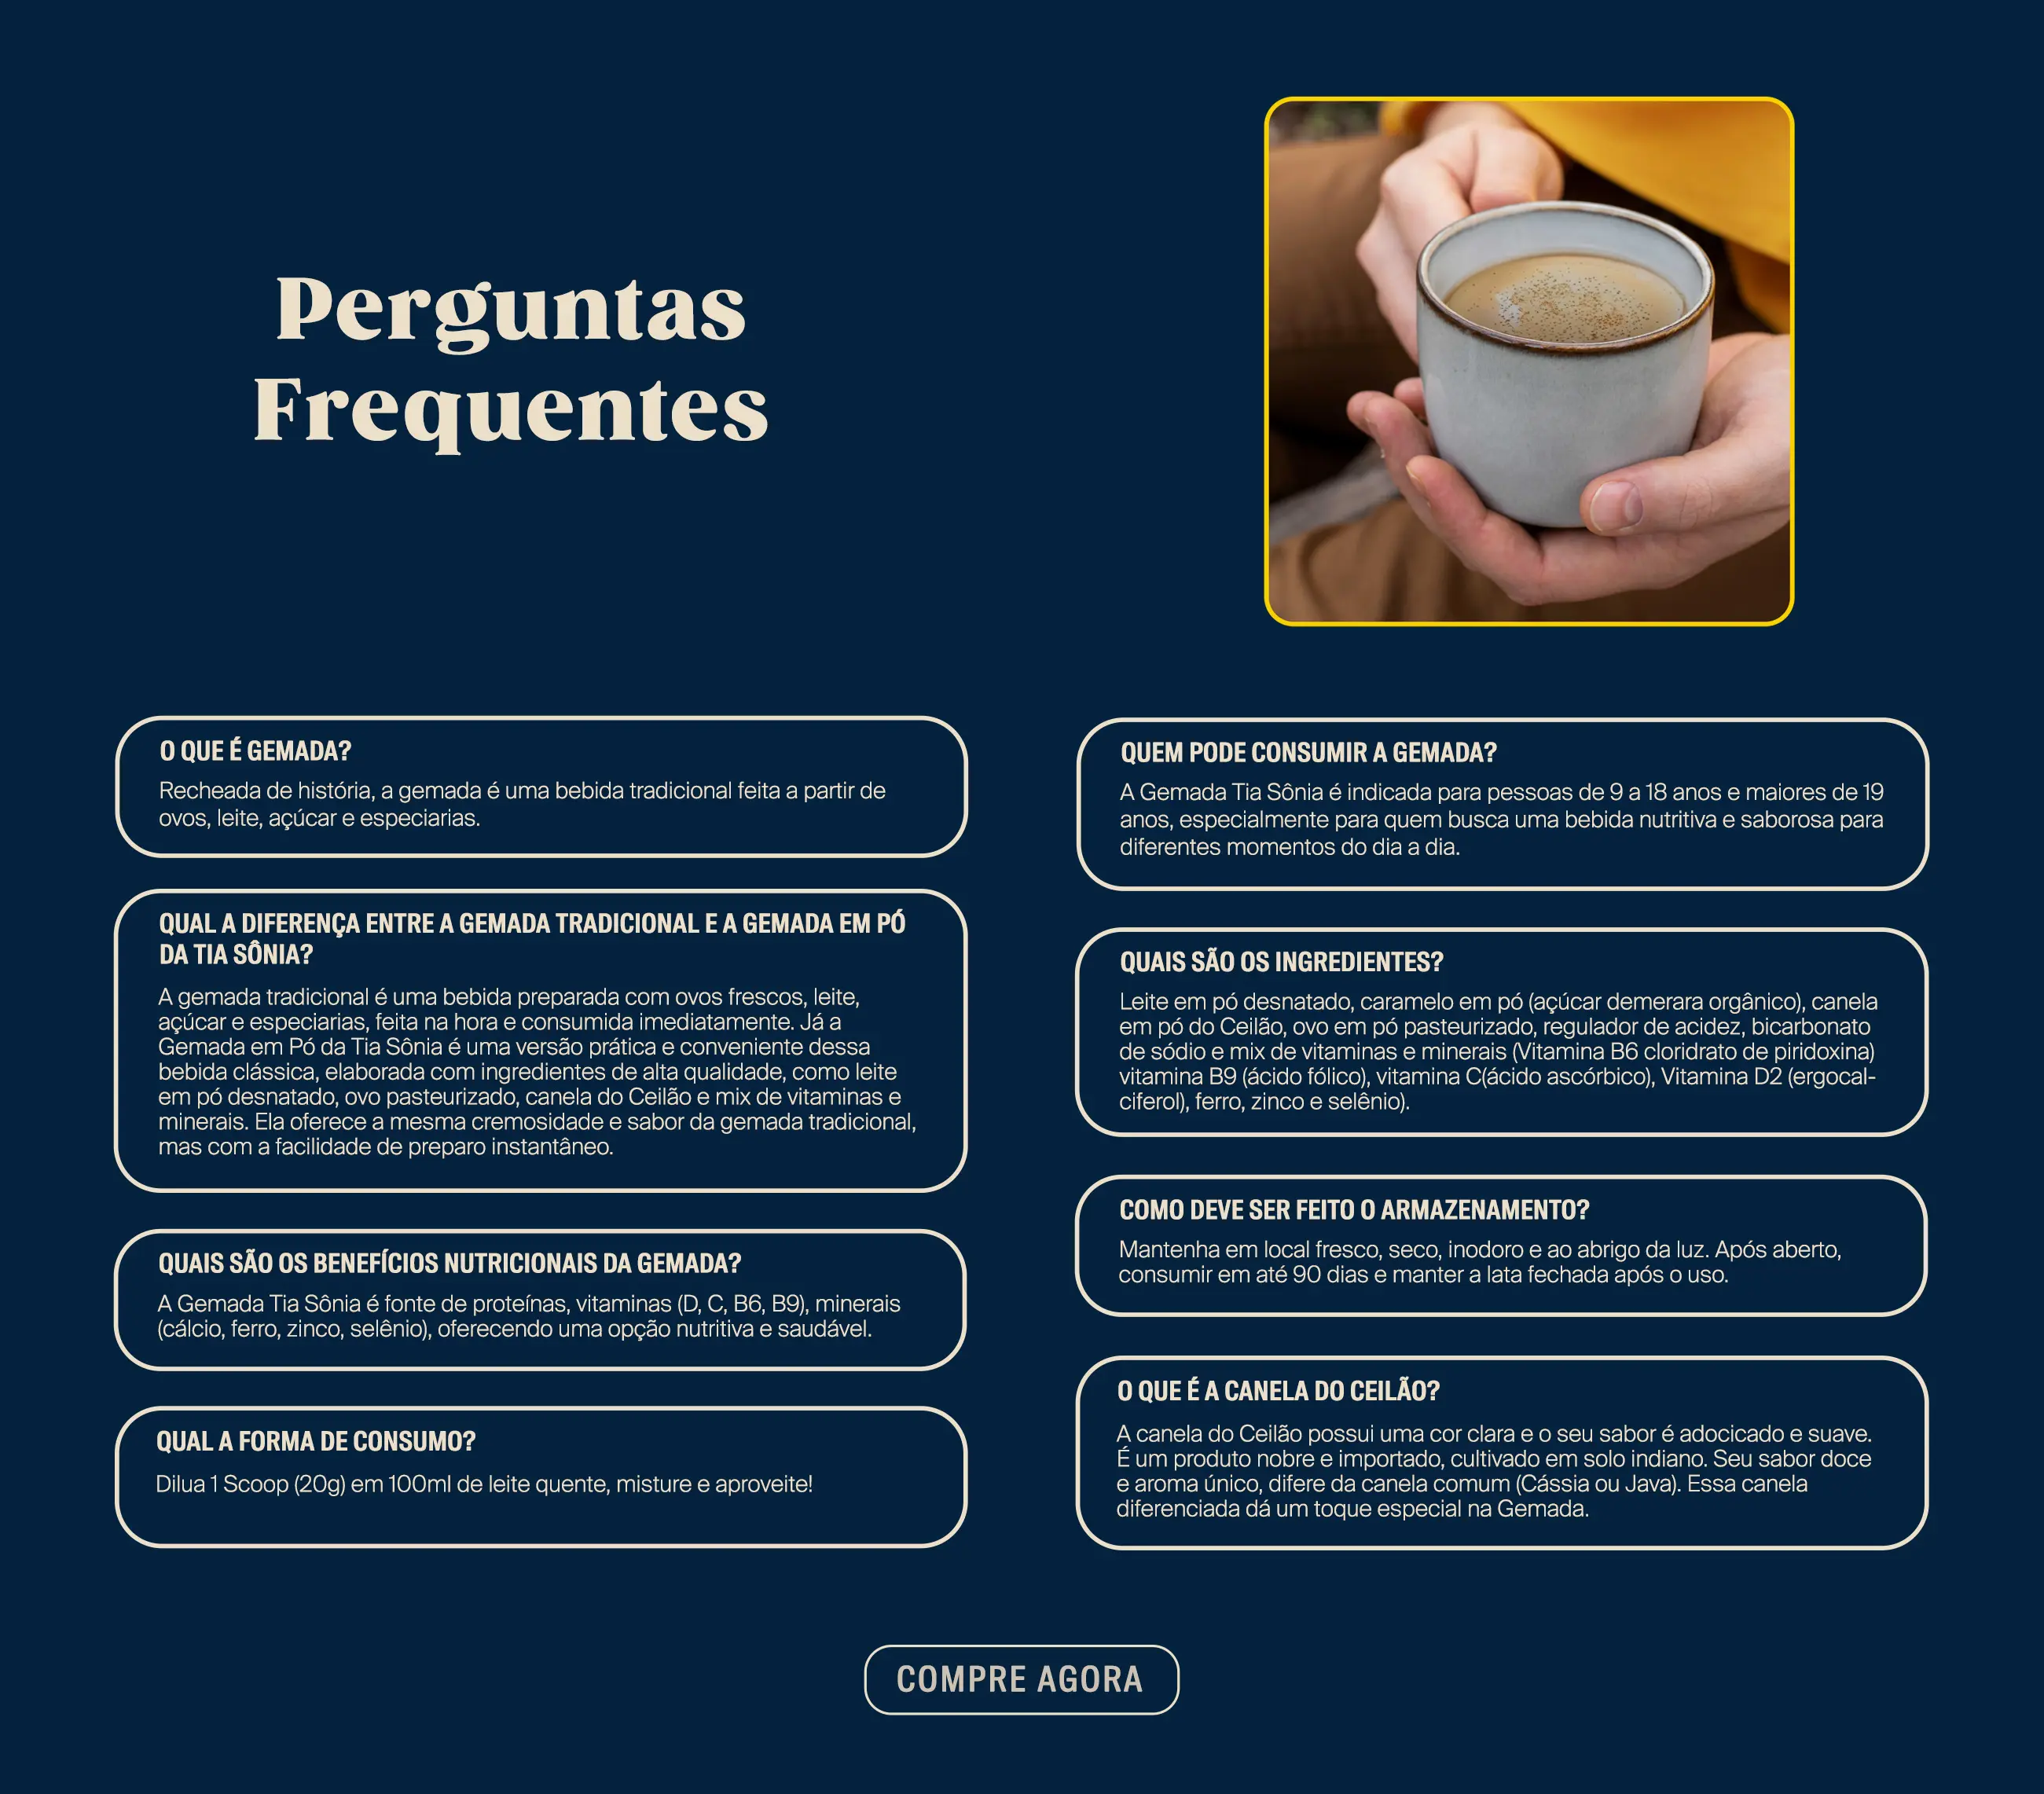 Perguntas
Frequentes
O QUE É GEMADA?
Recheada de história, a gemada é uma bebida tradicional feita a partir de
ovos, leite, açúcar e especiarias.
QUAL A DIFERENÇA ENTRE A GEMADA TRADICIONAL E A GEMADA EM PÓ
DA TIA SÔNIA?
A gemada tradicional é uma bebida preparada com ovos frescos, leite,
açúcar e especiarias, feita na hora e consumida imediatamente. Já a
Gemada em Pó da Tia Sônia é uma versão prática e conveniente dessa
bebida clássica, elaborada com ingredientes de alta qualidade, como leite
em pó desnatado, ovo pasteurizado, canela do Ceilão e mix de vitaminas e
minerais. Ela oferece a mesma cremosidade e sabor da gemada tradicional,
mas com a facilidade de preparo instantâneo.
QUAIS SÃO OS BENEFÍCIOS NUTRICIONAIS DA GEMADA?
A Gemada Tia Sônia é fonte de proteínas, vitaminas (D, C, B6, B9), minerais
(cálcio, ferro, zinco, selênio), oferecendo uma opção nutritiva e saudável.
QUAL A FORMA DE CONSUMO?
Dilua 1 Scoop (20g) em 100ml de leite quente, misture e aproveite!
QUEM PODE CONSUMIR A GEMADA?
A Gemada Tia Sônia é indicada para pessoas de 9 a 18 anos e maiores de 19
anos, especialmente para quem busca uma bebida nutritiva e saborosa para
diferentes momentos do dia a dia.
QUAIS SÃO OS INGREDIENTES?
Leite em pó desnatado, caramelo em pó (açúcar demerara orgânico), canela
em pó do Ceilão, ovo em pó pasteurizado, regulador de acidez, bicarbonato
de sódio e mix de vitaminas e minerais (Vitamina B6 cloridrato de piridoxina)
vitamina B9 (ácido fólico), vitamina C(ácido ascórbico), Vitamina D2 (ergocal-
ciferol), ferro, zinco e selênio).
COMO DEVE SER FEITO O ARMAZENAMENTO?
Mantenha em local fresco, seco, inodoro e ao abrigo da luz. Após aberto,
consumir em até 90 dias e manter a lata fechada após o uso.
O QUE É A CANELA DO CEILÃO?
A canela do Ceilão possui uma cor clara e o seu sabor é adocicado e suave.
É um produto nobre e importado, cultivado em solo indiano. Seu sabor doce
e aroma único, difere da canela comum (Cássia ou Java). Essa canela
diferenciada dá um toque especial na Gemada.
COMPRE AGORA